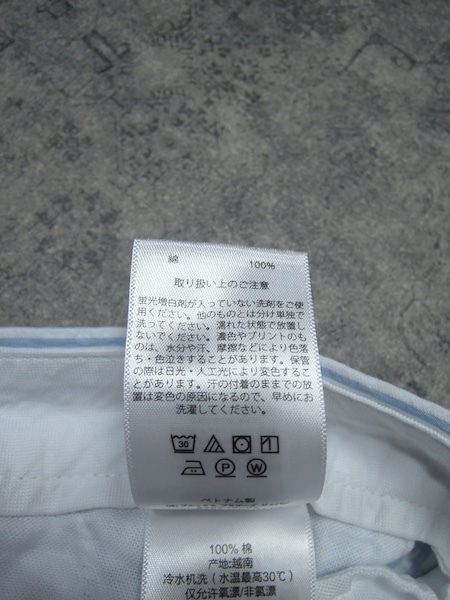 綿 100%
取り扱い上のご注意
蛍光増白剤が入っていない洗剤をご使
用ください。他のものとは分け単独で
洗ってください。濡れた状態で放置し
ないでください。濃色やプリントのも
のは、水分や汗、摩擦などにより色落
ち・色泣きすることがあります。保管
の際は日光・人工光により変色するこ
とがあります。汗の付着のままでの放
置は変色の原因になるので、早めにお
洗濯してください。
30
P W
ベトナム製
100% 棉
产地:越南
冷水机洗（水温最高30℃）
仅允许氧漂/非氯漂